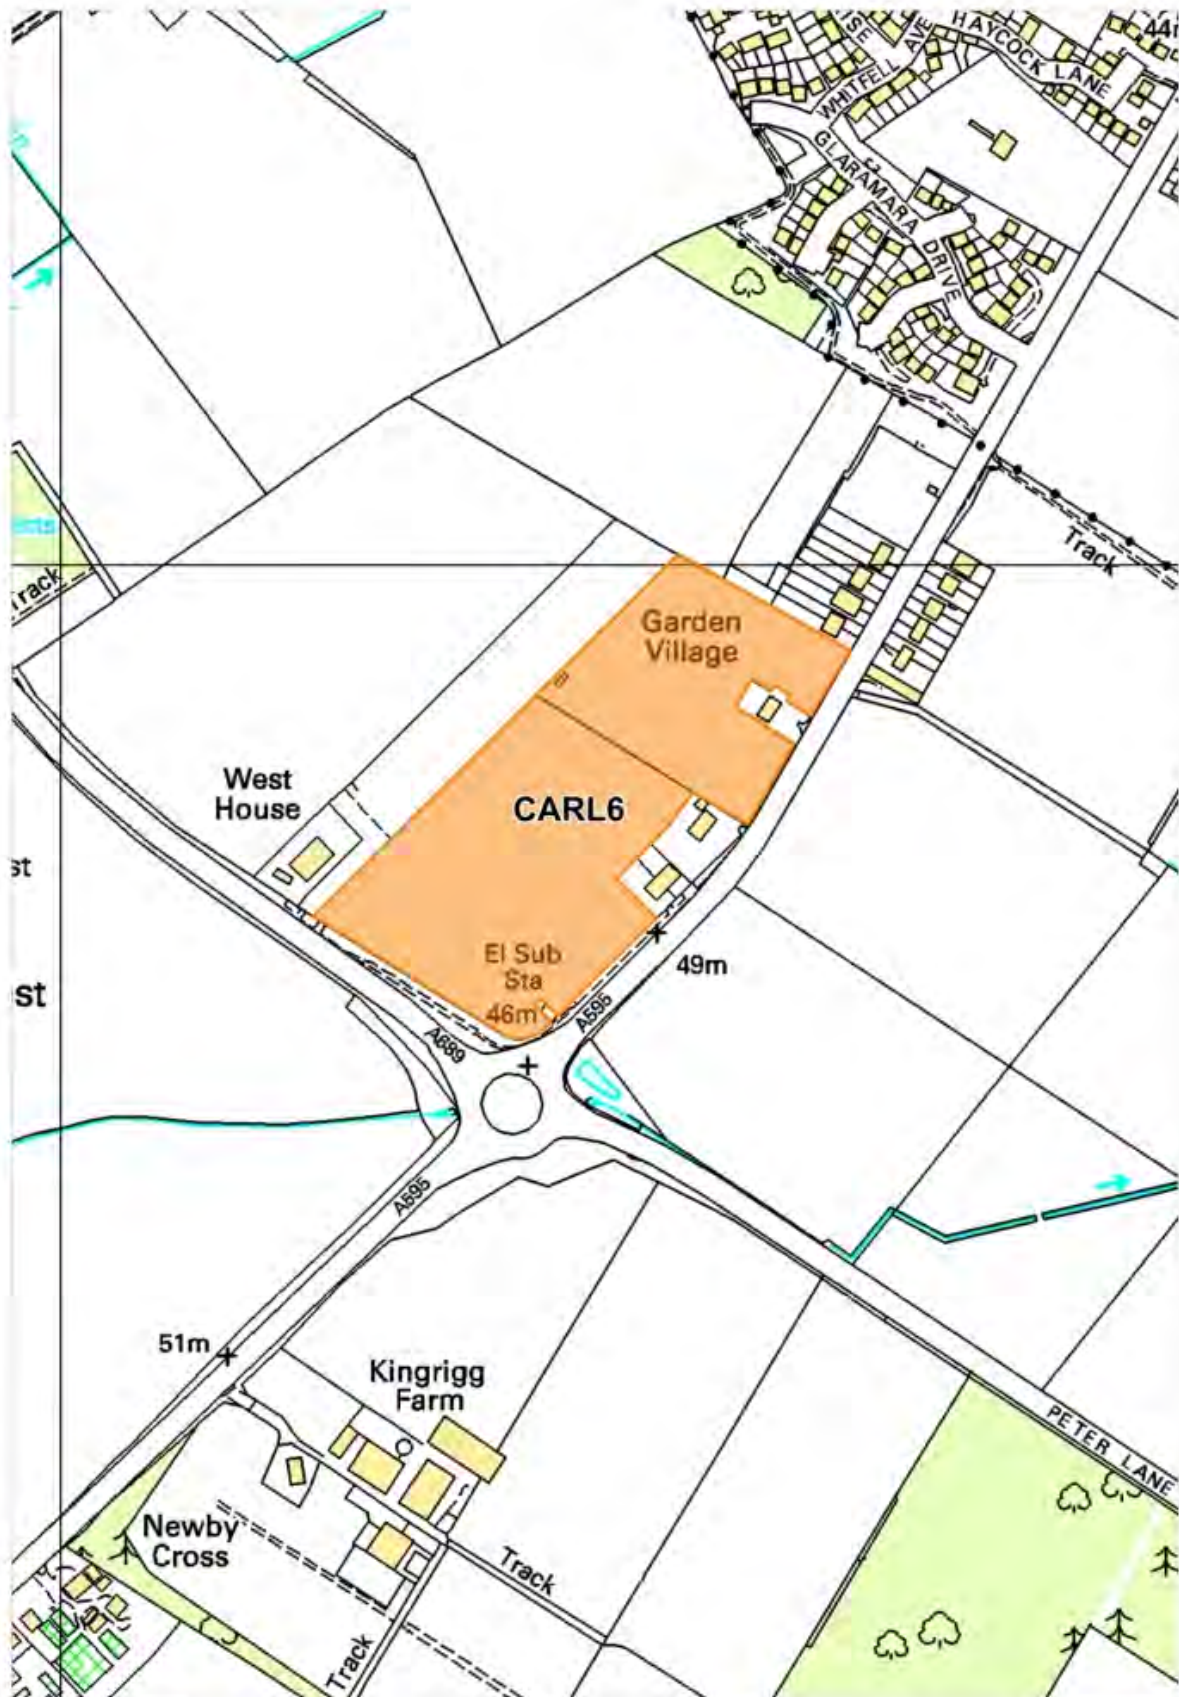 HAYCOCK LANE
WHITFELL AVE
GLARAMARA DRIVE
Track
Track
Garden
Village
West
House
CARL6
st
st
El Sub
Sta
46m
49m
A595
A689
A595
51m
Kingrigg
Farm
PETER LANE
Newby
Cross
Track
Track